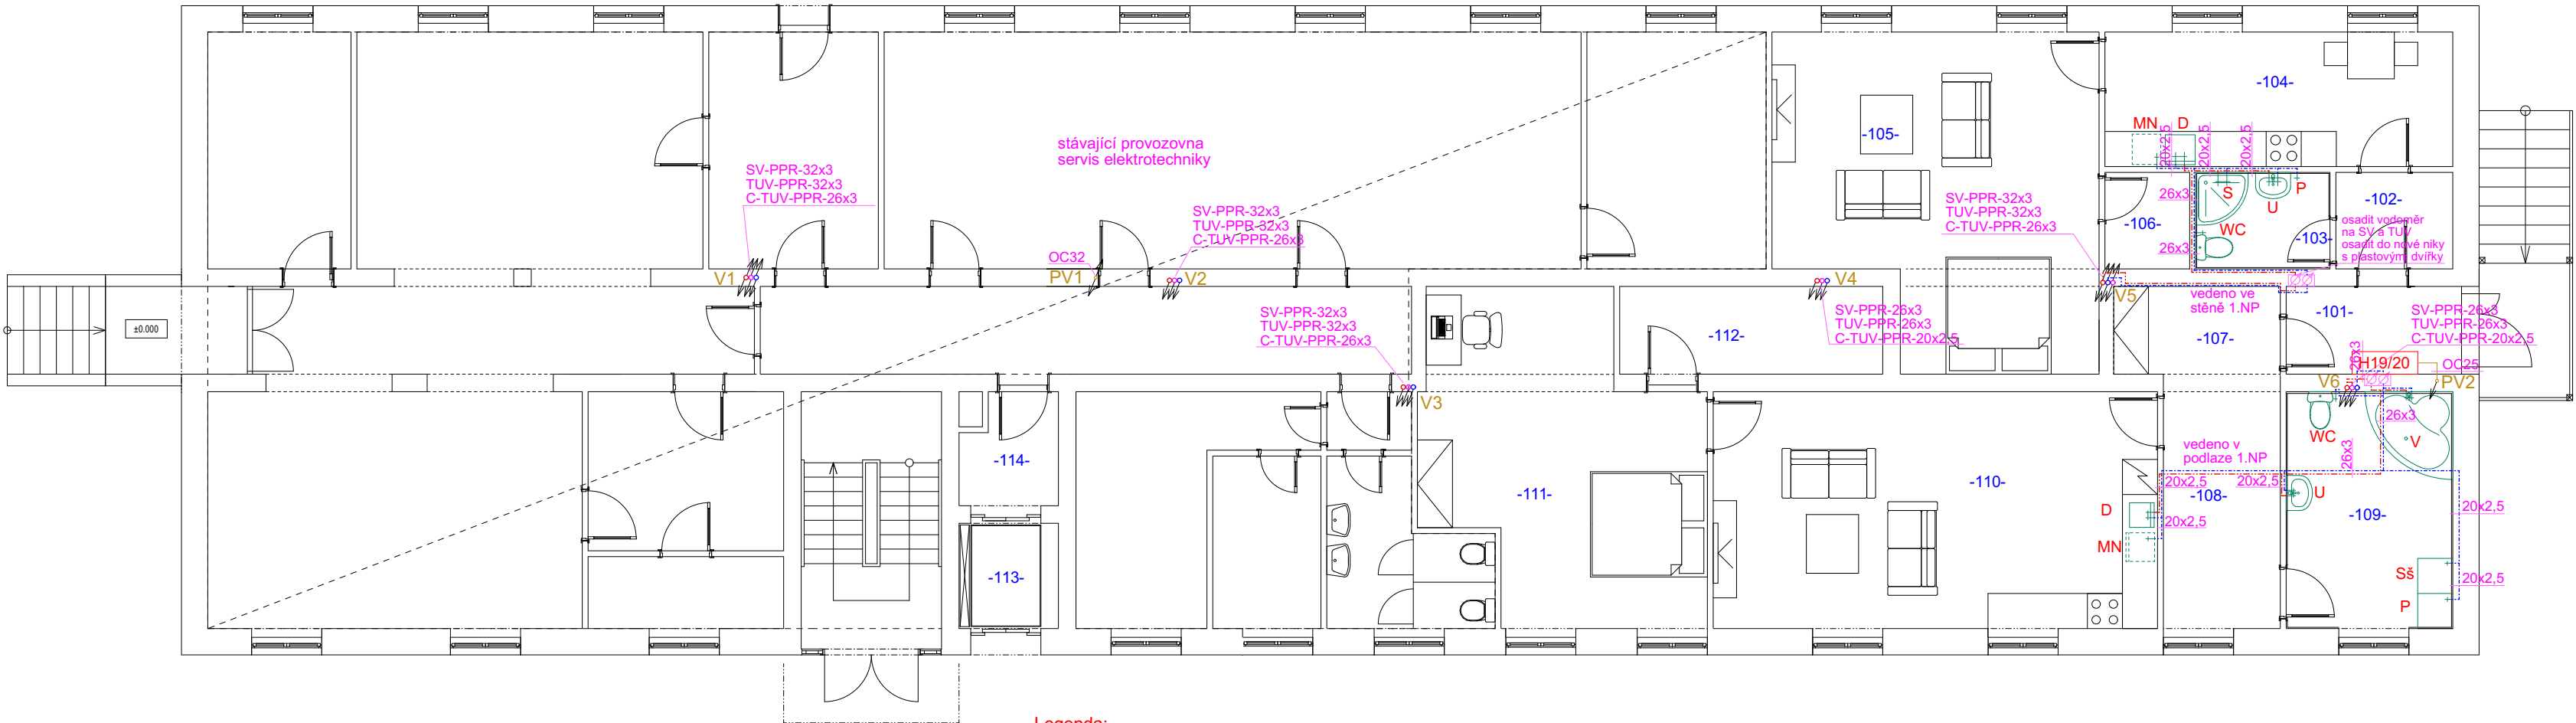 -104-
MN
D
20x2,5
20x2,5
20x2,5
-105-
stávající provozovna
servis elektrotechniky
SV-PPR-32x3
TUV-PPR-32x3
C-TUV-PPR-26x3
SV-PPR-32x3
TUV-PPR-32x3
C-TUV-PPR-26x3
SV-PPR-32x3
TUV-PPR-32x3
C-TUV-PPR-26x3
-106-
26x3
26x3
S
U
P
WC
-103-
-102-
osadit vodoměr
na SV a TUV
osadit do nové niky
s plastovými dvířky
V1
OC32
PV1
V2
V4
V5
SV-PPR-32x3
TUV-PPR-32x3
C-TUV-PPR-26x3
V3
±0.000
-112-
SV-PPR-26x3
TUV-PPR-26x3
C-TUV-PPR-20x2,5
vedeno ve
stěně 1.NP
-107-
-101-
SV-PPR-26x3
TUV-PPR-26x3
C-TUV-PPR-20x2,5
26x3
H19/20
OC25
V6
PV2
WC
26x3
V
26x3
vedeno v
podlaze 1.NP
-114-
-111-
-110-
20x2,5
20x2,5
-108-
U
D
20x2,5
20x2,5
-109-
MN
-113-
Sš
20x2,5
P
Legenda: